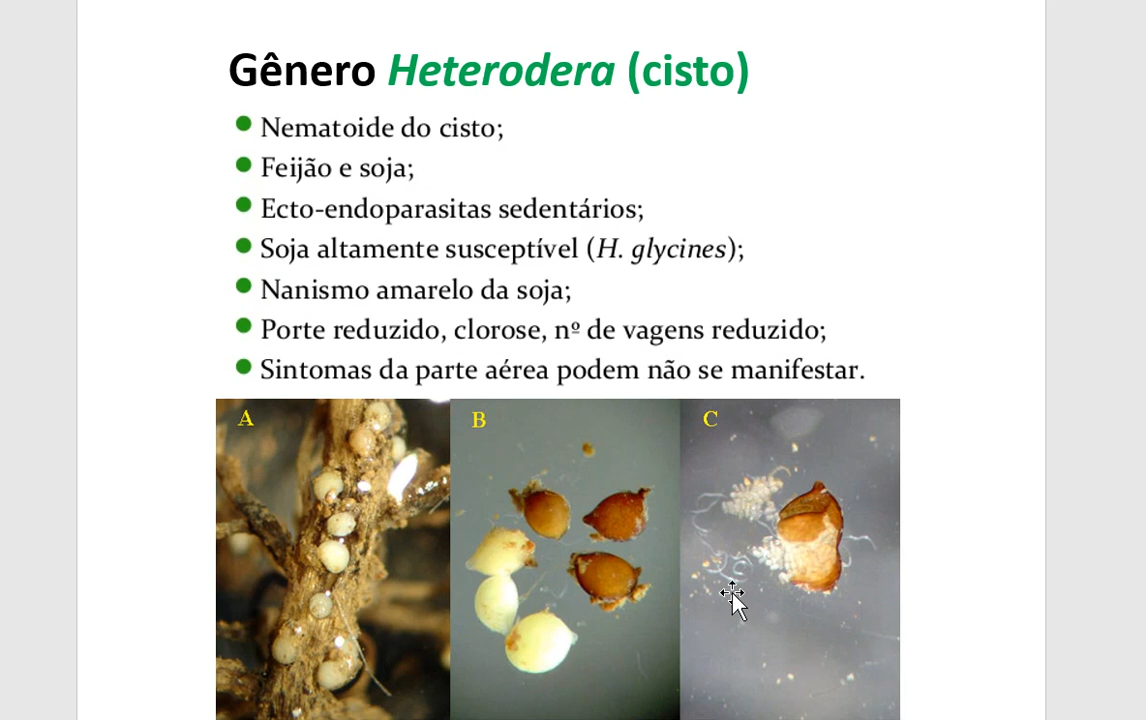 Gênero Heterodera (cisto)
Nematoide do cisto;
Feijão e soja;
Ecto-endoparasitas sedentários;
Soja altamente susceptível (H. glycines);
Nanismo amarelo da soja;
Porte reduzido, clorose, nº de vagens reduzido;
Sintomas da parte aérea podem não se manifestar.
A
B
C